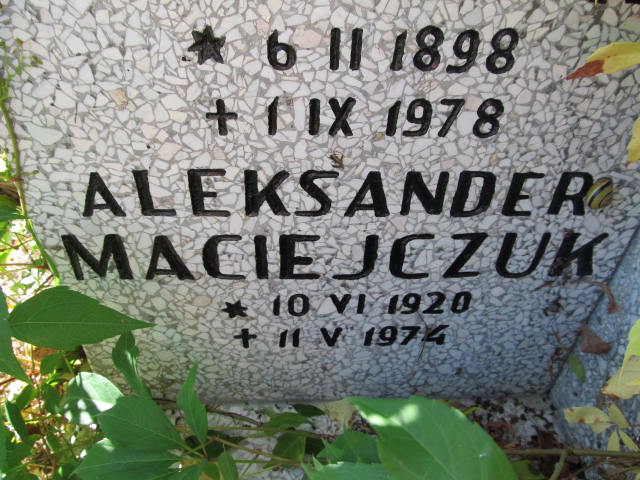 * 6 II 1898
+ 1 IX 1978
ALEKSANDER
MACIEJCZUK
* 10 VI 1920
+ 11 V 1974